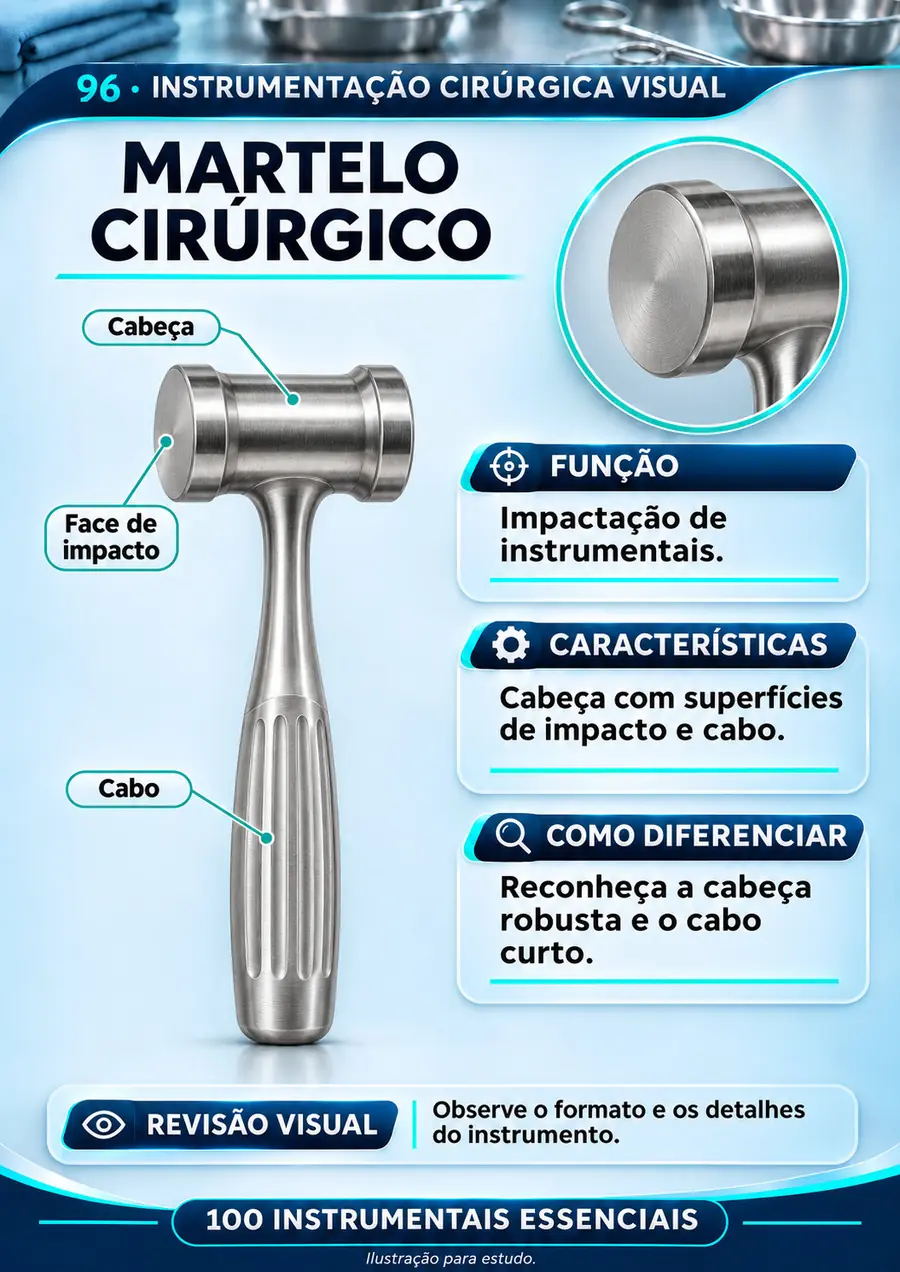 96 · INSTRUMENTAÇÃO CIRÚRGICA VISUAL
MARTELO
CIRÚRGICO
Cabeça
Face de
impacto
Cabo
FUNÇÃO
Impactação de
instrumentais.
CARACTERÍSTICAS
Cabeça com superfícies
de impacto e cabo.
COMO DIFERENCIAR
Reconheça a cabeça
robusta e o cabo
curto.
REVISÃO VISUAL
Observe o formato e os detalhes
do instrumento.
100 INSTRUMENTAIS ESSENCIAIS
Ilustração para estudo.